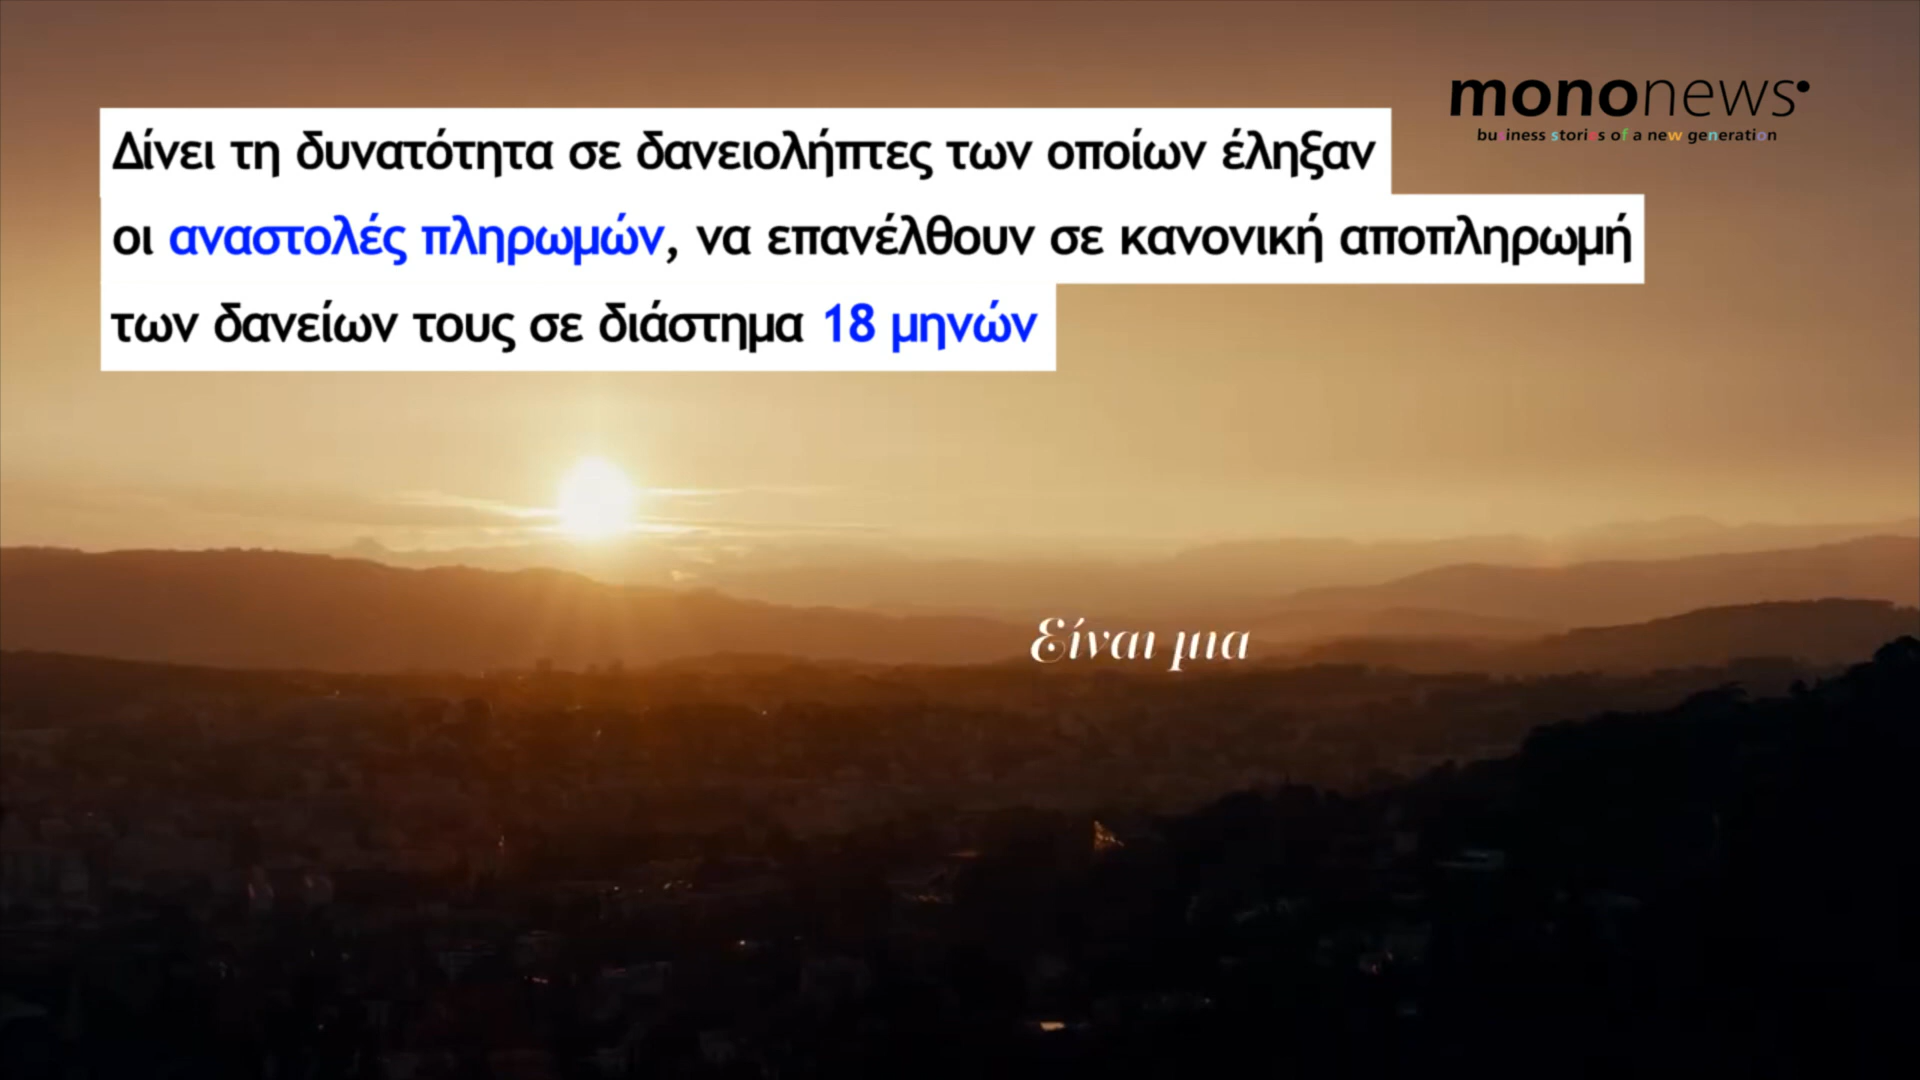 mononews
business stories of a new generation
Δίνει τη δυνατότητα σε δανειολήπτες των οποίων έληξαν
οι αναστολές πληρωμών, να επανέλθουν σε κανονική αποπληρωμή
των δανείων τους σε διάστημα 18 μηνών
Είναι μια